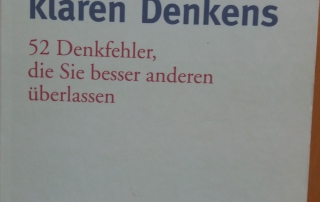 klaren Denkens
52 Denkfehler,
die Sie besser anderen
überlassen